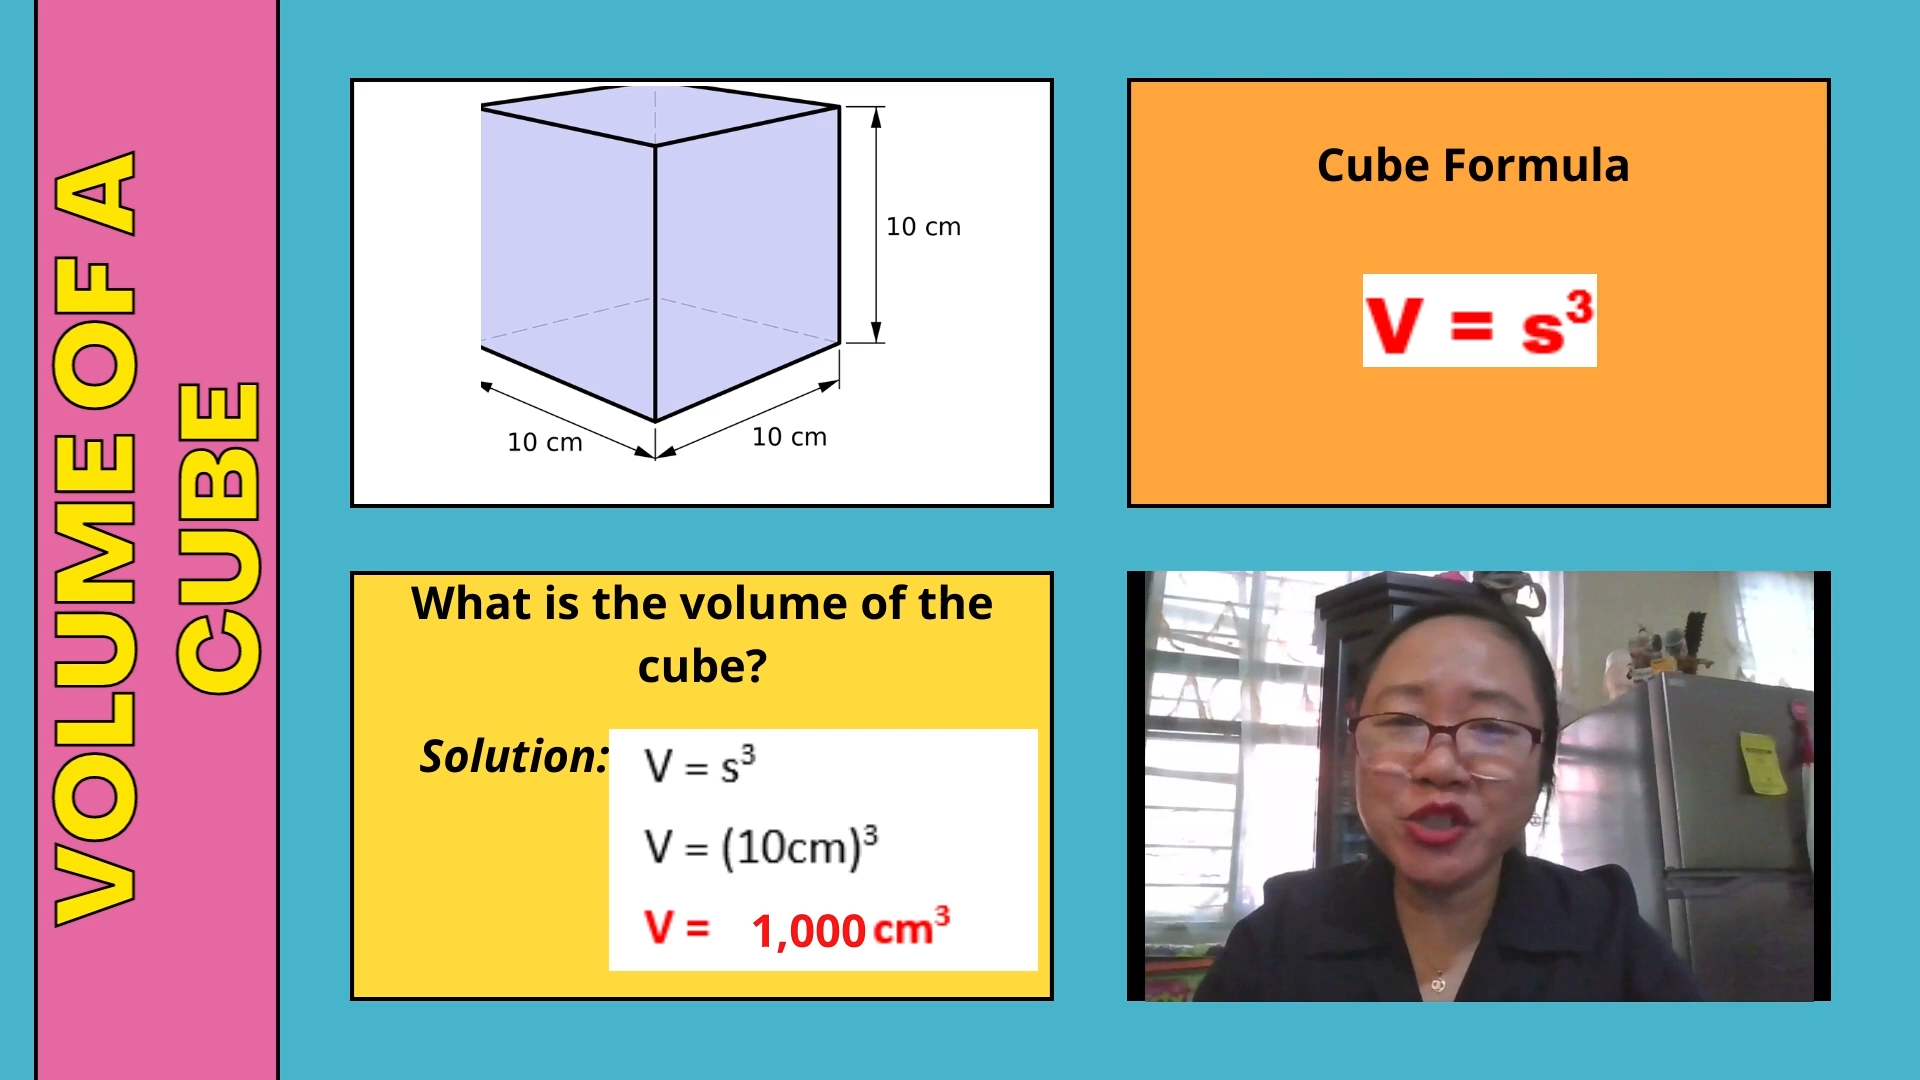 VOLUME OF A
CUBE
10 cm
10 cm
10 cm
Cube Formula
V = s³
What is the volume of the
cube?
Solution:
V = s³
V = (10cm)³
V = 1,000 cm³